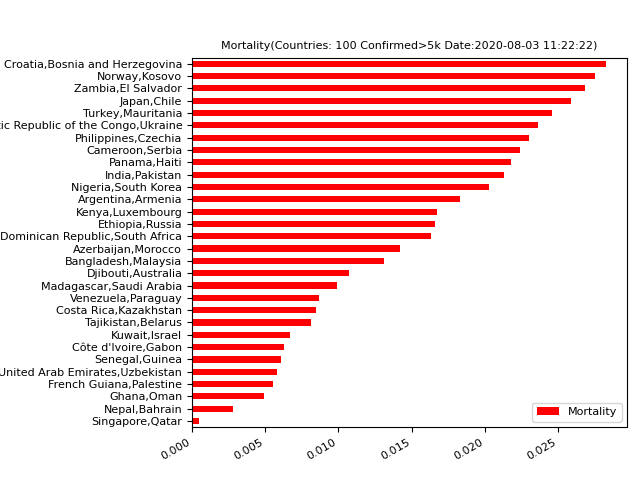 Mortality(Countries: 100 Confirmed>5k Date:2020-08-03 11:22:22)
Croatia,Bosnia and Herzegovina
Norway,Kosovo
Zambia,El Salvador
Japan,Chile
Turkey,Mauritania
tic Republic of the Congo,Ukraine
Philippines,Czechia
Cameroon,Serbia
Panama,Haiti
India,Pakistan
Nigeria,South Korea
Argentina,Armenia
Kenya,Luxembourg
Ethiopia,Russia
Dominican Republic,South Africa
Azerbaijan,Morocco
Bangladesh,Malaysia
Djibouti,Australia
Madagascar,Saudi Arabia
Venezuela,Paraguay
Costa Rica,Kazakhstan
Tajikistan,Belarus
Kuwait,Israel
Côte d'Ivoire,Gabon
Senegal,Guinea
United Arab Emirates,Uzbekistan
French Guiana,Palestine
Ghana,Oman
Nepal,Bahrain
Singapore,Qatar
Mortality
0.000 0.005 0.010 0.015 0.020 0.025